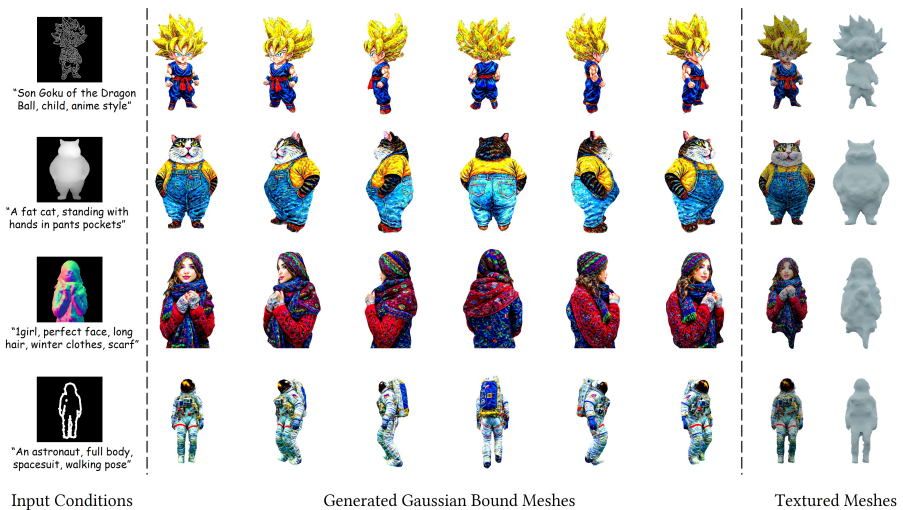 “Son Goku of the Dragon
Ball, child, anime style”
“A fat cat, standing with
hands in pants pockets”
“1girl, perfect face, long
hair, winter clothes, scarf”
“An astronaut, full body,
spacesuit, walking pose”
Input Conditions
Generated Gaussian Bound Meshes
Textured Meshes